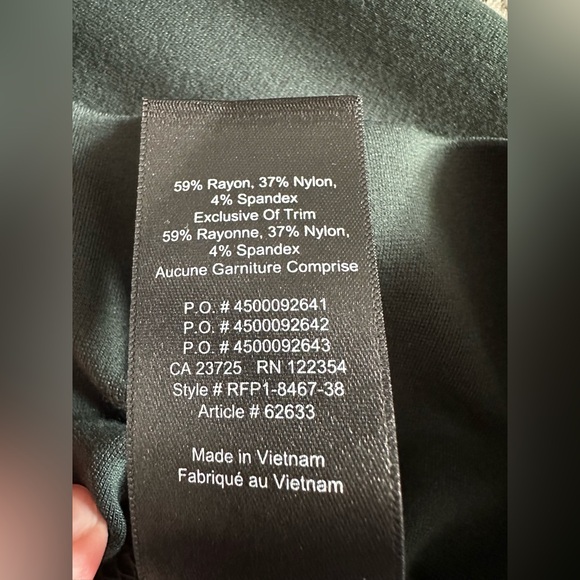 59% Rayon, 37% Nylon,
4% Spandex
Exclusive Of Trim
59% Rayonne, 37% Nylon,
4% Spandex
Aucune Garniture Comprise
P.O. # 4500092641
P.O. # 4500092642
P.O. # 4500092643
CA 23725 RN 122354
Style # RFP1-8467-38
Article # 62633
Made in Vietnam
Fabriqué au Vietnam